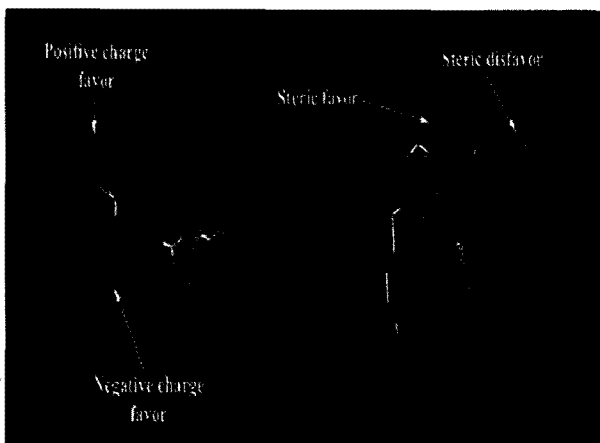 Positive charge
favor
Steric favor
Steric disfavor
Negative charge
favor